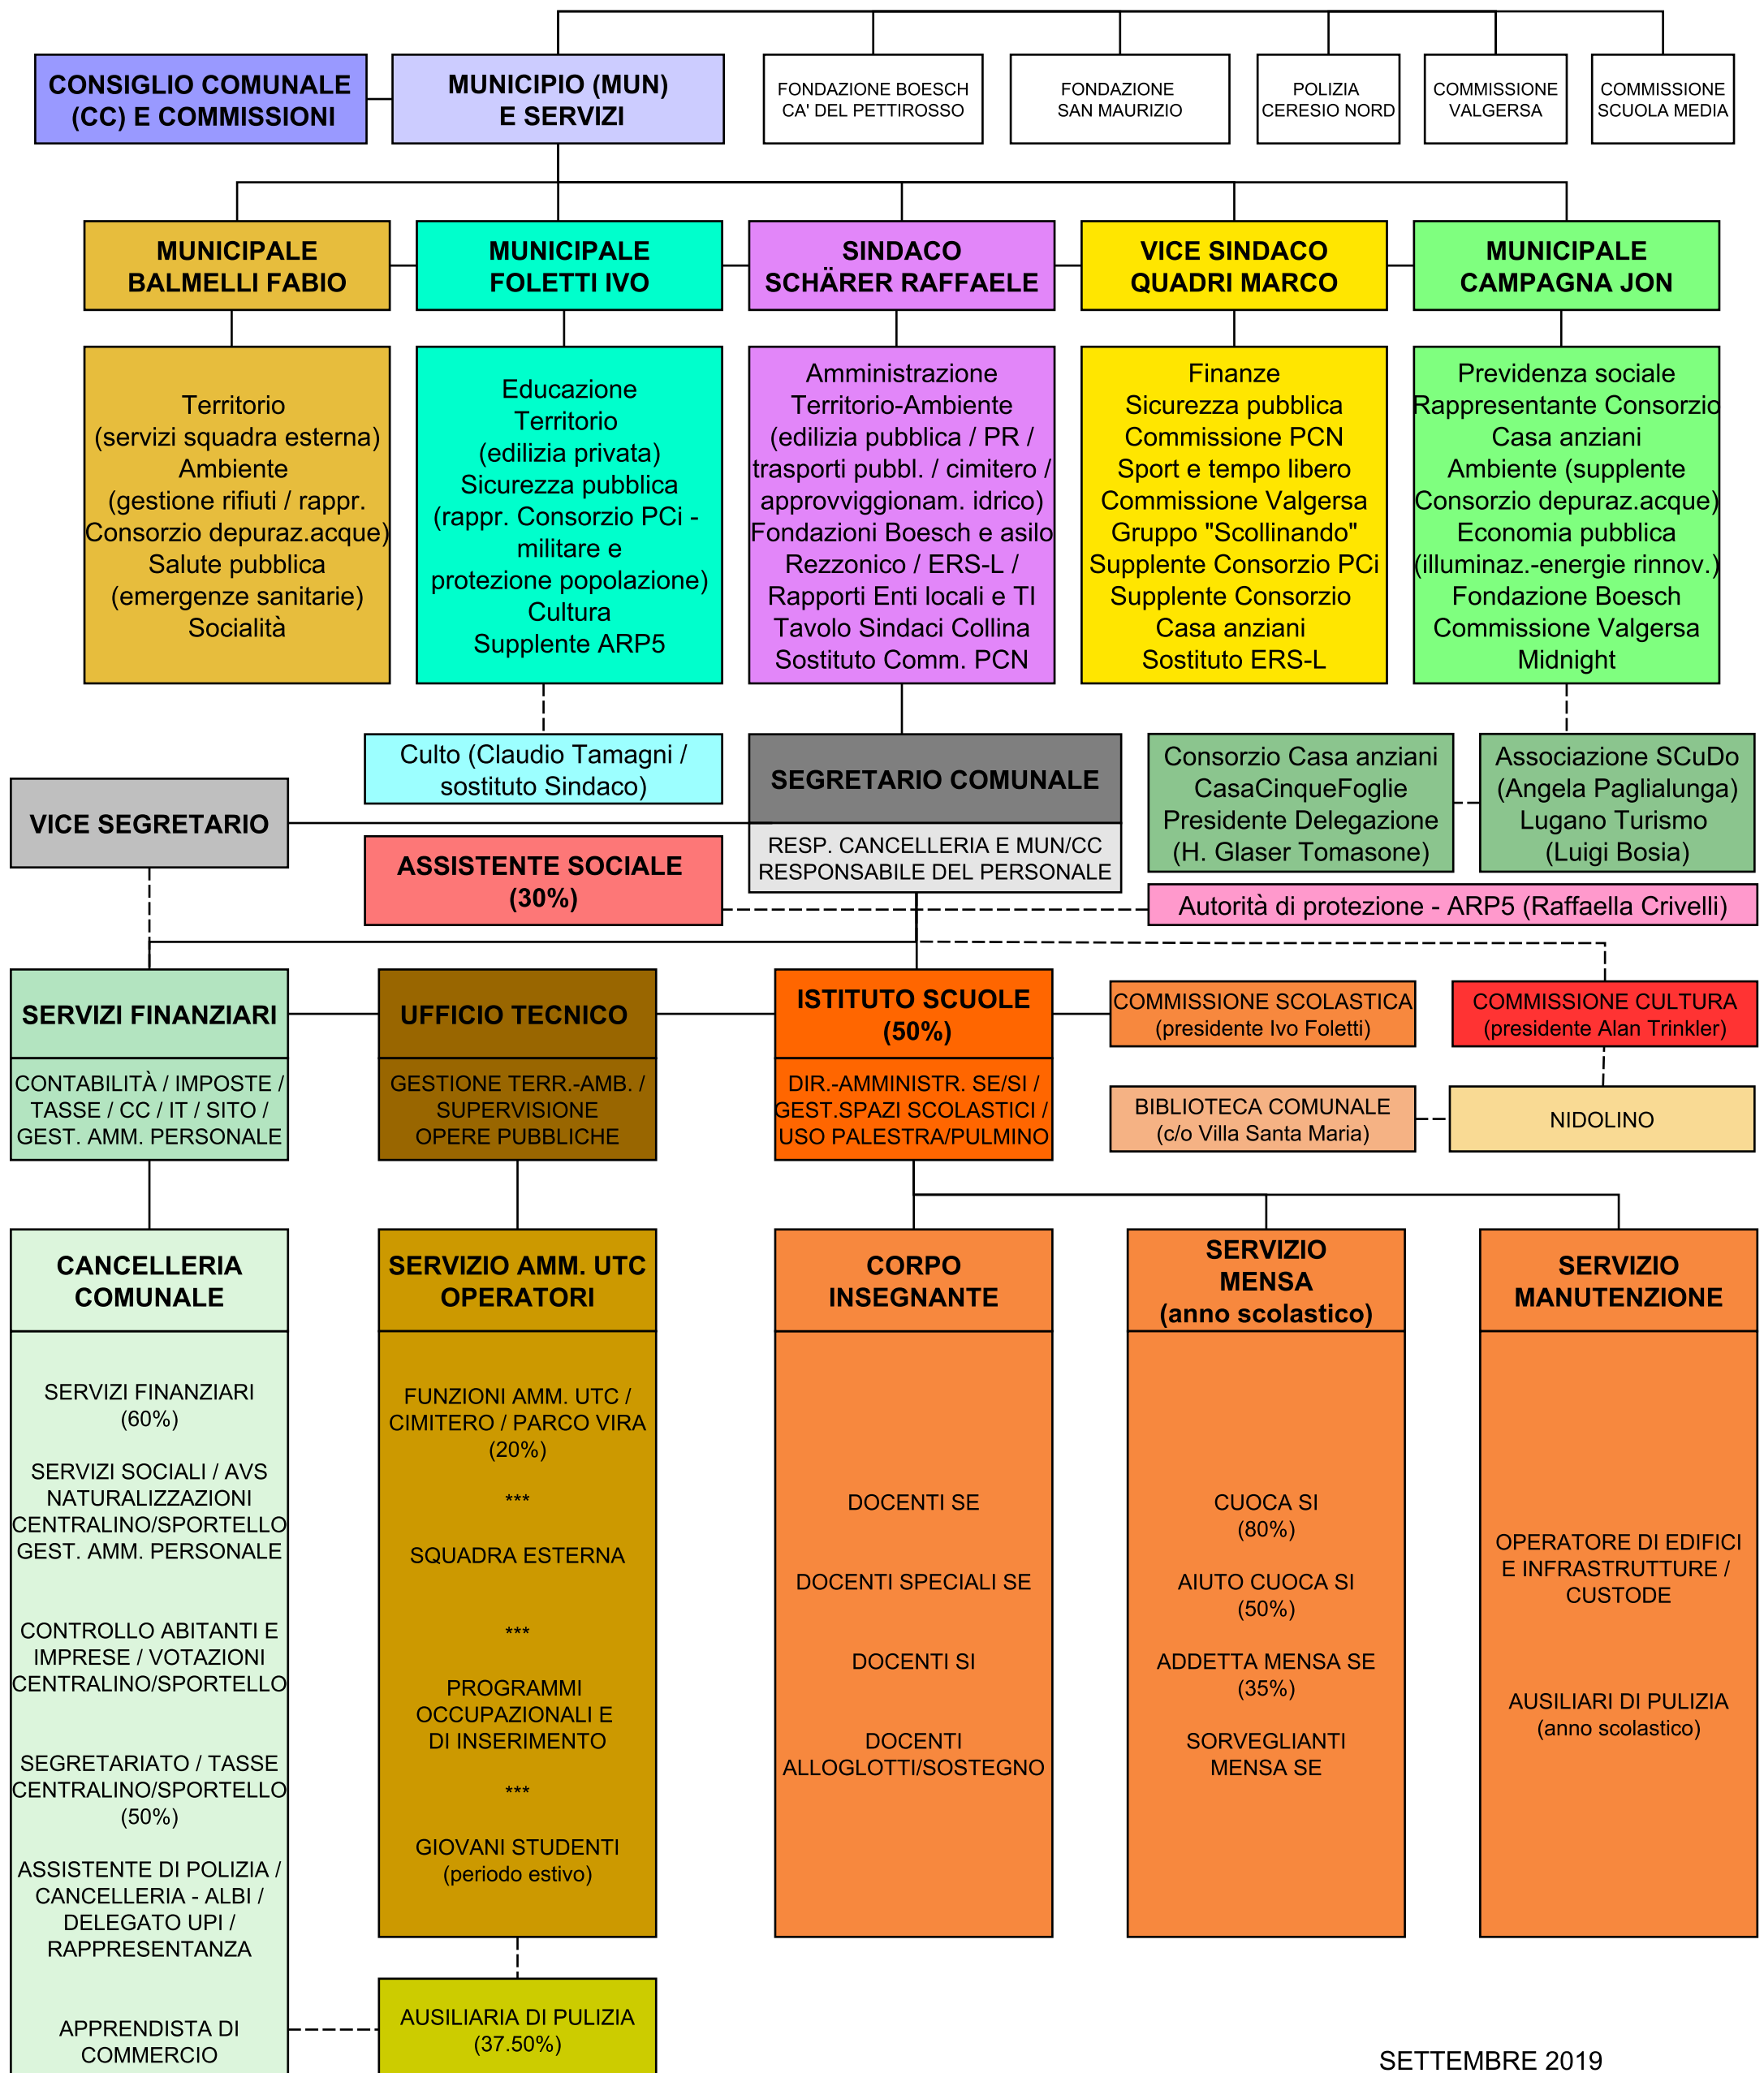 CONSIGLIO COMUNALE
(CC) E COMMISSIONI
MUNICIPIO (MUN)
E SERVIZI
FONDAZIONE BOESCH
CA' DEL PETTIROSSO
FONDAZIONE
SAN MAURIZIO
POLIZIA
CERESIO NORD
COMMISSIONE
VALGERSA
COMMISSIONE
SCUOLA MEDIA
MUNICIPALE
BALMELLI FABIO
MUNICIPALE
FOLETTI IVO
SINDACO
SCHÄRER RAFFAELE
VICE SINDACO
QUADRI MARCO
MUNICIPALE
CAMPAGNA JON
Territorio
(servizi squadra esterna)
Ambiente
(gestione rifiuti / rappr.
Consorzio depuraz.acque)
Salute pubblica
(emergenze sanitarie)
Socialità
Educazione
Territorio
(edilizia privata)
Sicurezza pubblica
(rappr. Consorzio PCi -
militare e
protezione popolazione)
Cultura
Supplente ARP5
Amministrazione
Territorio-Ambiente
(edilizia pubblica / PR /
trasporti pubbl. / cimitero /
approvviggionam. idrico)
Fondazioni Boesch e asilo
Rezzonico / ERS-L /
Rapporti Enti locali e TI
Tavolo Sindaci Collina
Sostituto Comm. PCN
Finanze
Sicurezza pubblica
Commissione PCN
Sport e tempo libero
Commissione Valgersa
Gruppo "Scollinando"
Supplente Consorzio PCi
Supplente Consorzio
Casa anziani
Sostituto ERS-L
Previdenza sociale
Rappresentante Consorzio
Casa anziani
Ambiente (supplente
Consorzio depuraz.acque)
Economia pubblica
(illuminaz.-energie rinnov.)
Fondazione Boesch
Commissione Valgersa
Midnight
Culto (Claudio Tamagni /
sostituto Sindaco)
SEGRETARIO COMUNALE
RESP. CANCELLERIA E MUN/CC
RESPONSABILE DEL PERSONALE
Consorzio Casa anziani
CasaCinqueFoglie
Presidente Delegazione
(H. Glaser Tomasone)
Associazione SCuDo
(Angela Paglialunga)
Lugano Turismo
(Luigi Bosia)
VICE SEGRETARIO
ASSISTENTE SOCIALE
(30%)
Autorità di protezione - ARP5 (Raffaella Crivelli)
SERVIZI FINANZIARI
CONTABILITÀ / IMPOSTE /
TASSE / CC / IT / SITO /
GEST. AMM. PERSONALE
UFFICIO TECNICO
GESTIONE TERR.-AMB. /
SUPERVISIONE
OPERE PUBBLICHE
ISTITUTO SCUOLE
(50%)
DIR.-AMMINISTR. SE/SI /
GEST.SPAZI SCOLASTICI /
USO PALESTRA/PULMINO
COMMISSIONE SCOLASTICA
(presidente Ivo Foletti)
COMMISSIONE CULTURA
(presidente Alan Trinkler)
BIBLIOTECA COMUNALE
(c/o Villa Santa Maria)
NIDOLINO
CANCELLERIA
COMUNALE
SERVIZI FINANZIARI
(60%)
SERVIZI SOCIALI / AVS
NATURALIZZAZIONI
CENTRALINO/SPORTELLO
GEST. AMM. PERSONALE
CONTROLLO ABITANTI E
IMPRESE / VOTAZIONI
CENTRALINO/SPORTELLO
SEGRETARIATO / TASSE
CENTRALINO/SPORTELLO
(50%)
ASSISTENTE DI POLIZIA /
CANCELLERIA - ALBI /
DELEGATO UPI /
RAPPRESENTANZA
APPRENDISTA DI
COMMERCIO
SERVIZIO AMM. UTC
OPERATORI
FUNZIONI AMM. UTC /
CIMITERO / PARCO VIRA
(20%)
***
SQUADRA ESTERNA
***
PROGRAMMI
OCCUPAZIONALI E
DI INSERIMENTO
***
GIOVANI STUDENTI
(periodo estivo)
AUSILIARIA DI PULIZIA
(37.50%)
CORPO
INSEGNANTE
DOCENTI SE
DOCENTI SPECIALI SE
DOCENTI SI
DOCENTI
ALLOGLOTTI/SOSTEGNO
SERVIZIO
MENSA
(anno scolastico)
CUOCA SI
(80%)
AIUTO CUOCA SI
(50%)
ADDETTA MENSA SE
(35%)
SORVEGLIANTI
MENSA SE
SERVIZIO
MANUTENZIONE
OPERATORE DI EDIFICI
E INFRASTRUTTURE /
CUSTODE
AUSILIARI DI PULIZIA
(anno scolastico)
SETTEMBRE 2019